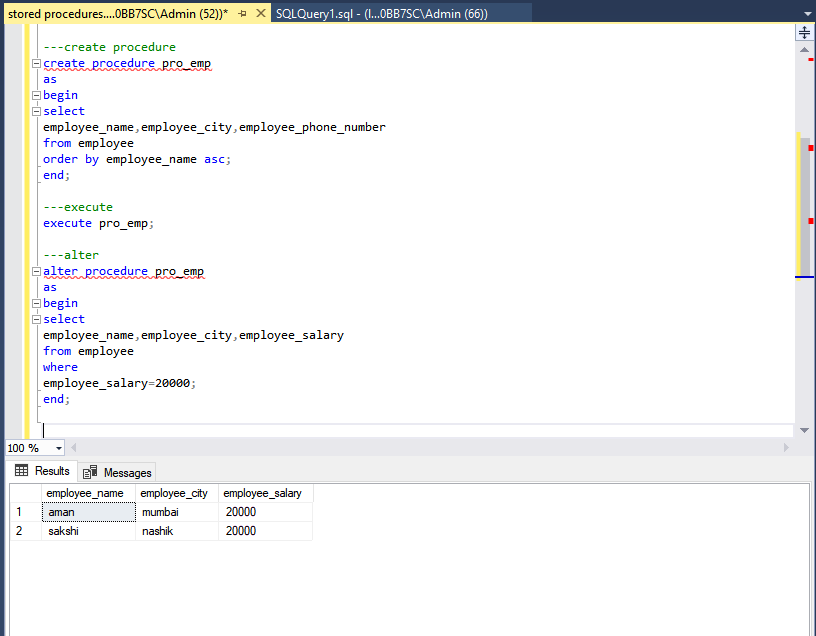 stored procedures....0BB7SC\Admin (52))* SQLQuery1.sql - (l...0BB7SC\Admin (66))
---create procedure
create procedure pro_emp
as
begin
select
employee_name,employee_city,employee_phone_number
from employee
order by employee_name asc;
end;
---execute
execute pro_emp;
---alter
alter procedure pro_emp
as
begin
select
employee_name,employee_city,employee_salary
from employee
where
employee_salary=20000;
end;
100 %
Results Messages
employee_name employee_city employee_salary
1 aman mumbai 20000
2 sakshi nashik 20000